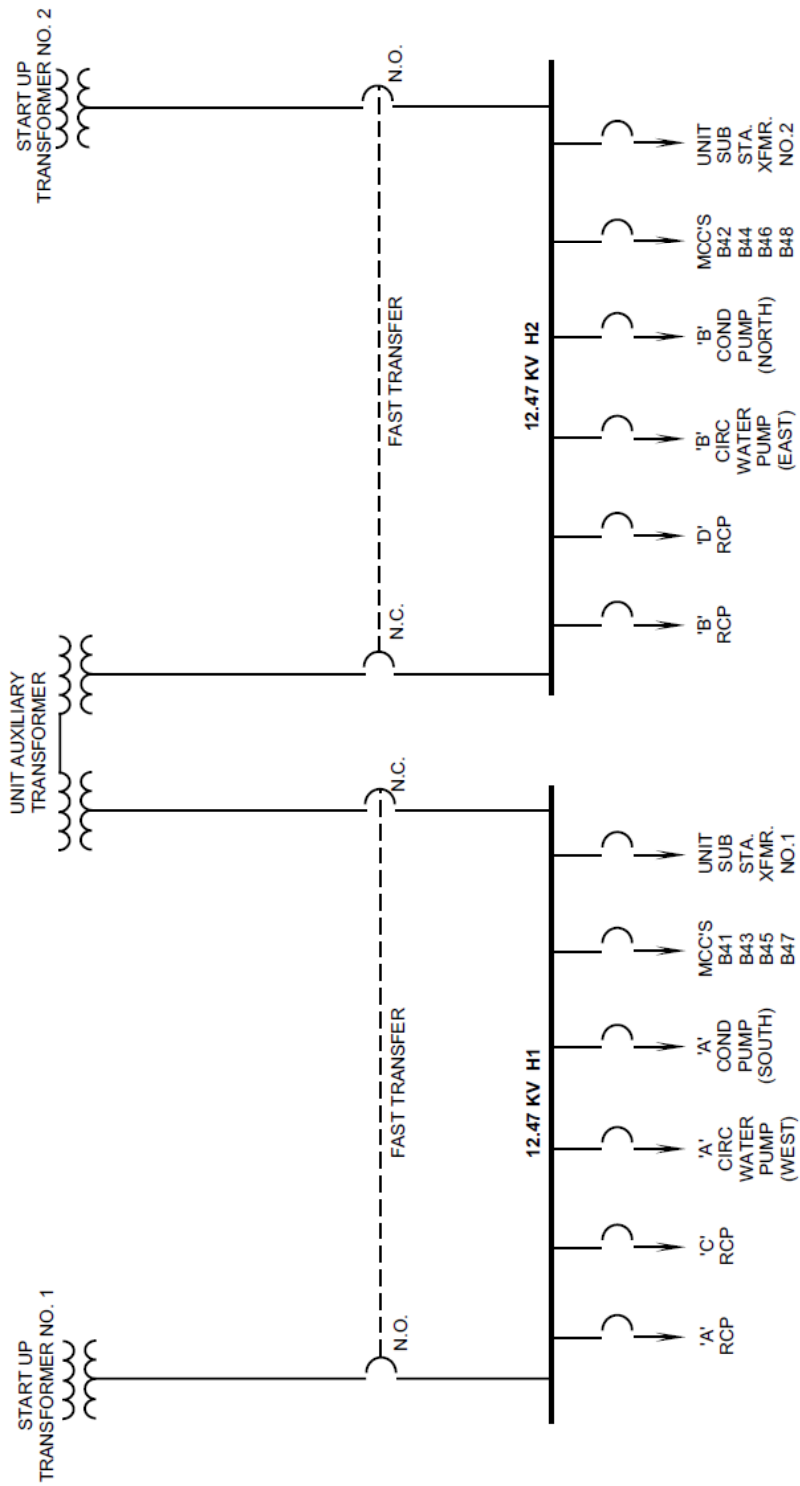 START UP
TRANSFORMER NO. 1
UNIT AUXILIARY
TRANSFORMER
START UP
TRANSFORMER NO. 2
N.O.
FAST TRANSFER
N.C.
N.C.
FAST TRANSFER
N.O.
12.47 KV H1
12.47 KV H2
'A'
RCP
'C'
RCP
'A'
CIRC
WATER
PUMP
(WEST)
'A'
COND
PUMP
(SOUTH)
MCC'S
B41
B43
B45
B47
UNIT
SUB
STA.
XFMR.
NO.1
'B'
RCP
'D'
RCP
'B'
CIRC
WATER
PUMP
(EAST)
'B'
COND
PUMP
(NORTH)
MCC'S
B42
B44
B46
B48
UNIT
SUB
STA.
XFMR.
NO.2